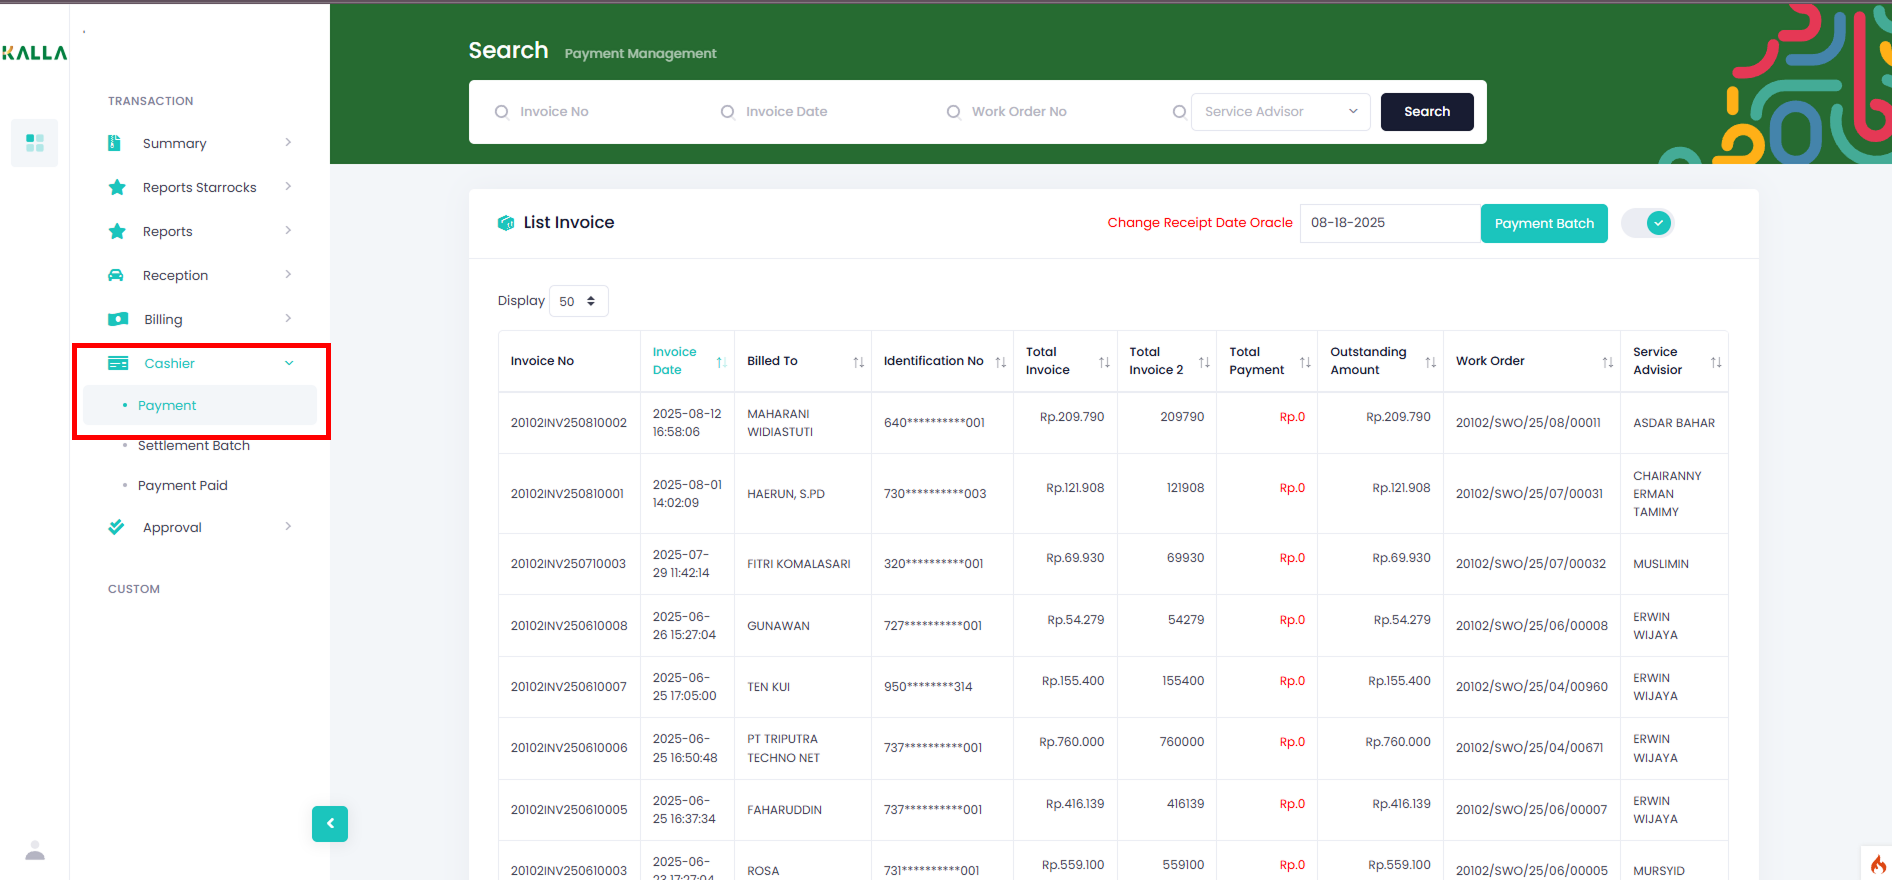 KALLA
TRANSACTION
Summary
Reports Starrocks
Reports
Reception
Billing
Cashier
Payment
Settlement Batch
Payment Paid
Approval
CUSTOM
Search Payment Management
Invoice No Invoice Date Work Order No Service Advisor Search
List Invoice Change Receipt Date Oracle 08-18-2025 Payment Batch
Display 50
Invoice No Invoice Date Billed To Identification No Total Invoice Total Invoice 2 Total Payment Outstanding Amount Work Order Service Advisior
20102INV250810002 2025-08-12 16:58:06 MAHARANI WIDIASTUTI 640**********001 Rp.209.790 209790 Rp.0 Rp.209.790 20102/SWO/25/08/00011 ASDAR BAHAR
20102INV250810001 2025-08-01 14:02:09 HAERUN, S.PD 730**********003 Rp.121.908 121908 Rp.0 Rp.121.908 20102/SWO/25/07/00031 CHAIRANNY ERMAN TAMIMY
20102INV250710003 2025-07-29 11:42:14 FITRI KOMALASARI 320**********001 Rp.69.930 69930 Rp.0 Rp.69.930 20102/SWO/25/07/00032 MUSLIMIN
20102INV250610008 2025-06-26 15:27:04 GUNAWAN 727**********001 Rp.54.279 54279 Rp.0 Rp.54.279 20102/SWO/25/06/00008 ERWIN WIJAYA
20102INV250610007 2025-06-25 17:05:00 TEN KUI 950********314 Rp.155.400 155400 Rp.0 Rp.155.400 20102/SWO/25/04/00960 ERWIN WIJAYA
20102INV250610006 2025-06-25 16:50:48 PT TRIPUTRA TECHNO NET 737**********001 Rp.760.000 760000 Rp.0 Rp.760.000 20102/SWO/25/04/00671 ERWIN WIJAYA
20102INV250610005 2025-06-25 16:37:34 FAHARUDDIN 737**********001 Rp.416.139 416139 Rp.0 Rp.416.139 20102/SWO/25/06/00007 ERWIN WIJAYA
20102INV250610003 2025-06-23 17:27:04 ROSA 731**********001 Rp.559.100 559100 Rp.0 Rp.559.100 20102/SWO/25/06/00005 MURSYID